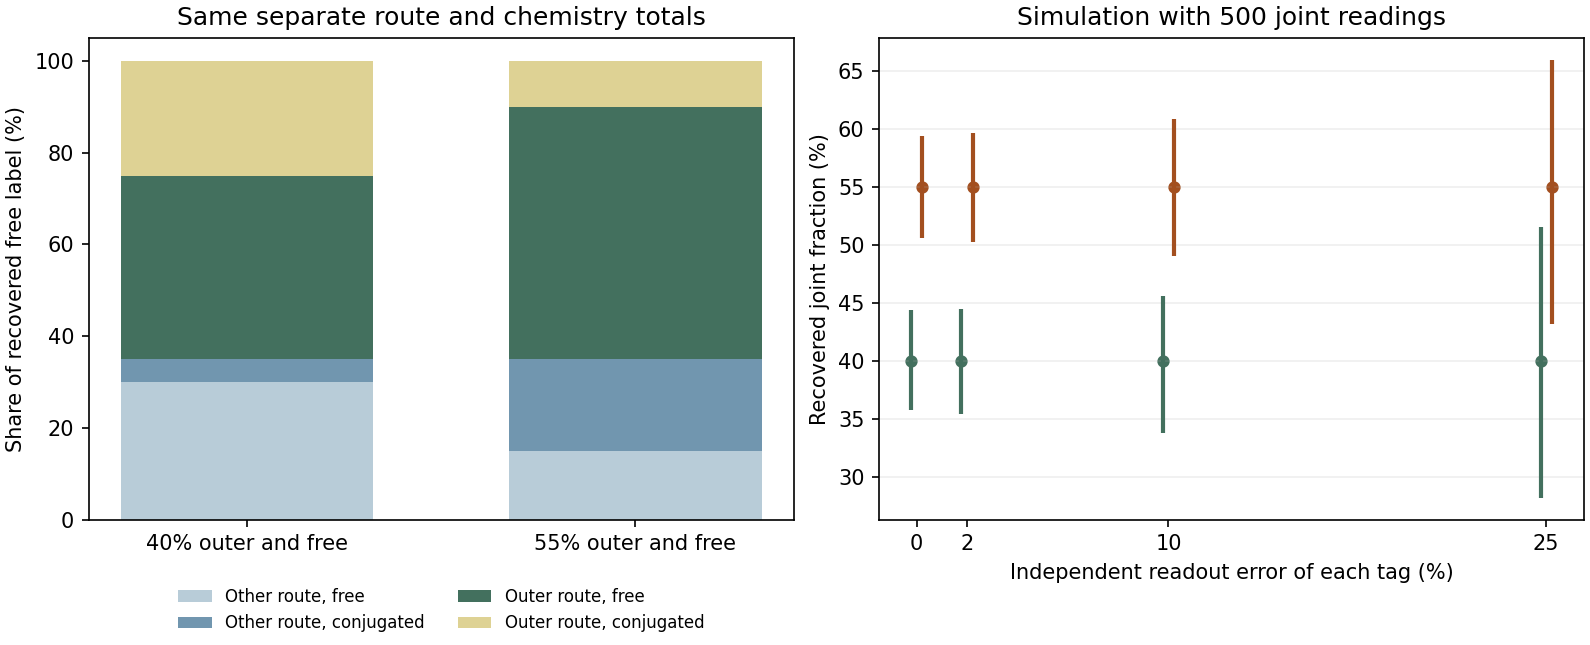 Same separate route and chemistry totals
Share of recovered free label (%)
100
80
60
40
20
0
40% outer and free
55% outer and free
Other route, free
Other route, conjugated
Outer route, free
Outer route, conjugated
Simulation with 500 joint readings
Recovered joint fraction (%)
65
60
55
50
45
40
35
30
0
2
10
25
Independent readout error of each tag (%)